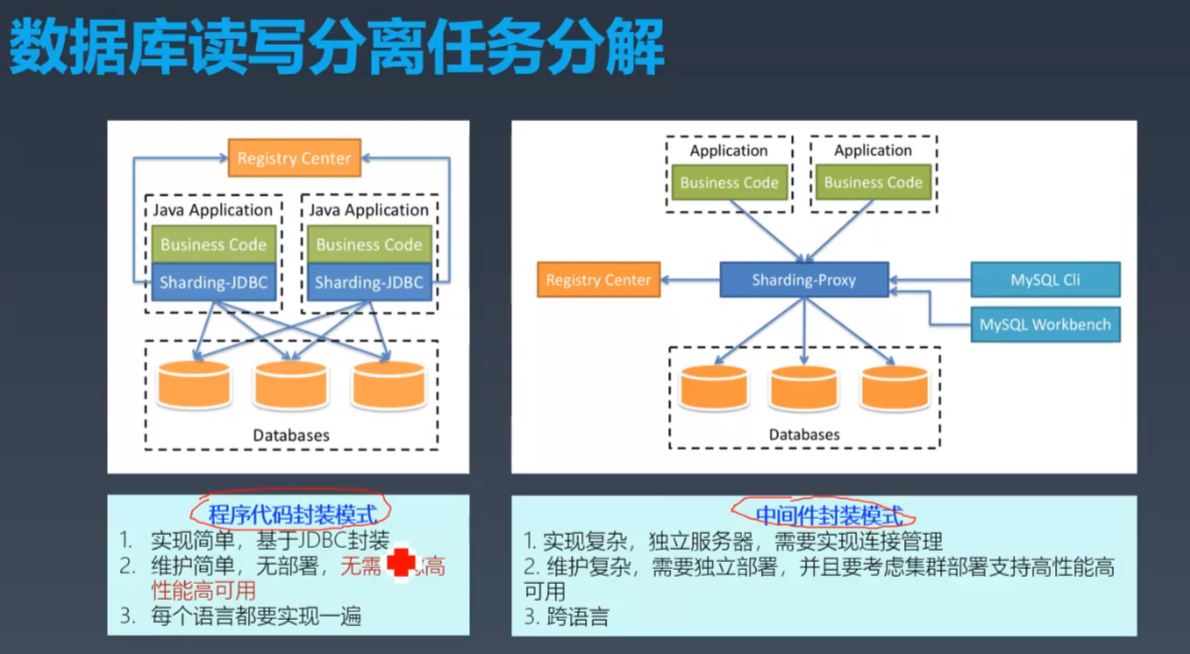 数据库读写分离任务分解
Registry Center
Java Application
Java Application
Business Code
Business Code
Sharding-JDBC
Sharding-JDBC
Databases
Application
Application
Business Code
Business Code
Registry Center
Sharding-Proxy
MySQL Cli
MySQL Workbench
Databases
程序代码封装模式
1. 实现简单，基于JDBC封装
2. 维护简单，无部署，无需 高
性能高可用
3. 每个语言都要实现一遍
中间件封装模式
1. 实现复杂，独立服务器，需要实现连接管理
2. 维护复杂，需要独立部署，并且要考虑集群部署支持高性能高
可用
3. 跨语言